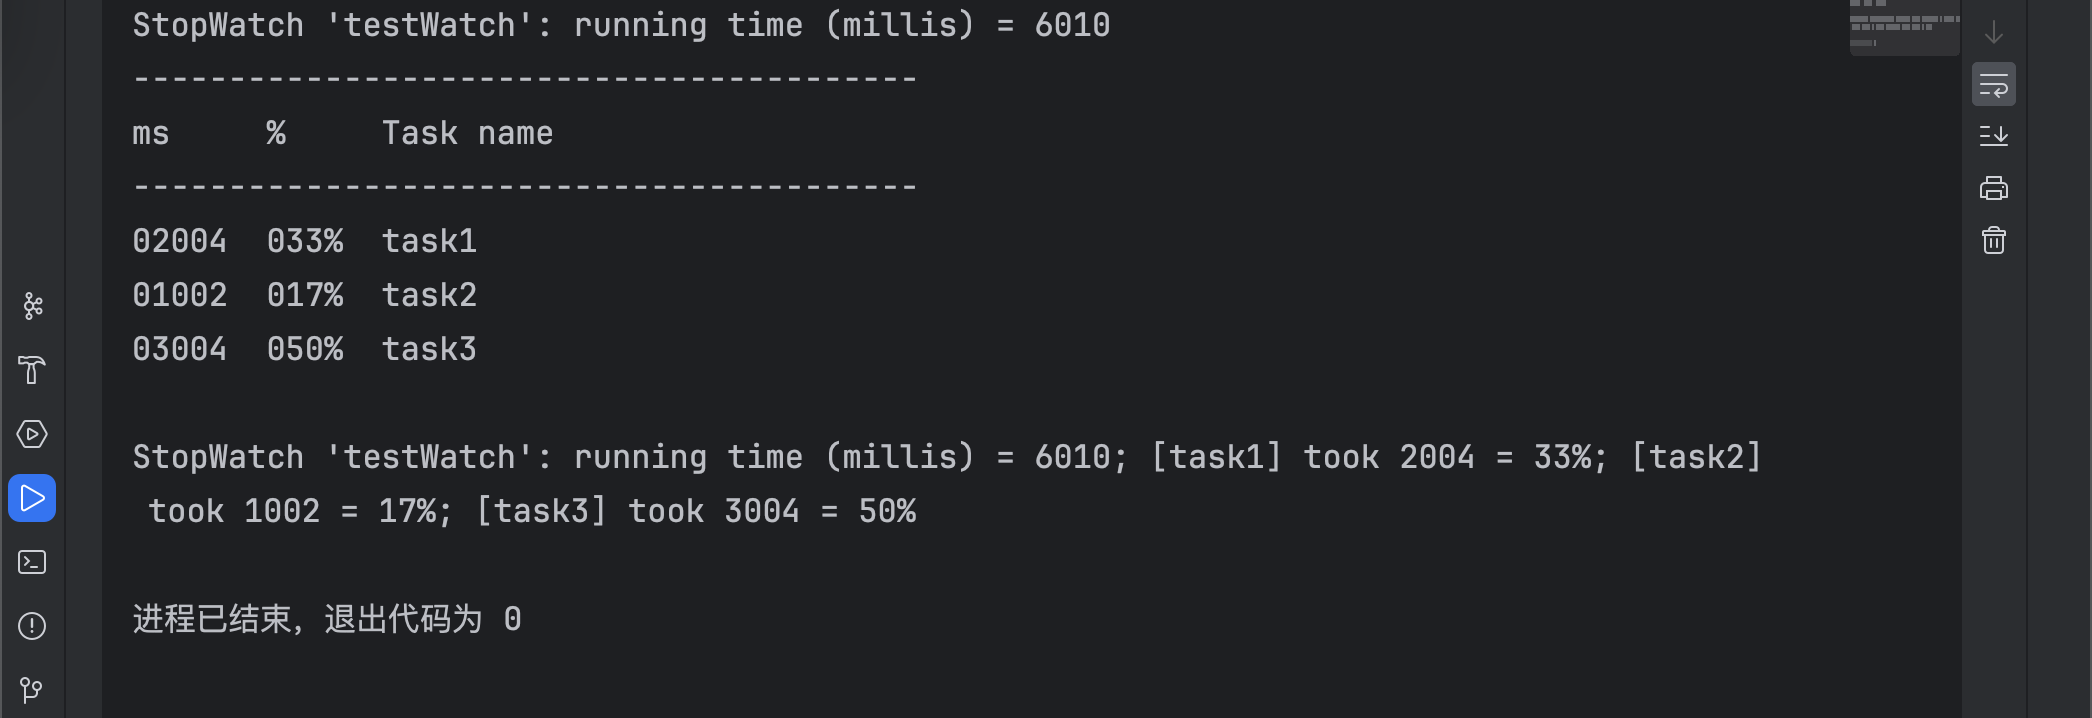 StopWatch 'testWatch': running time (millis) = 6010
-----------------------------------------
ms     %     Task name
-----------------------------------------
02004  033%  task1
01002  017%  task2
03004  050%  task3
StopWatch 'testWatch': running time (millis) = 6010; [task1] took 2004 = 33%; [task2]
 took 1002 = 17%; [task3] took 3004 = 50%
进程已结束，退出代码为 0